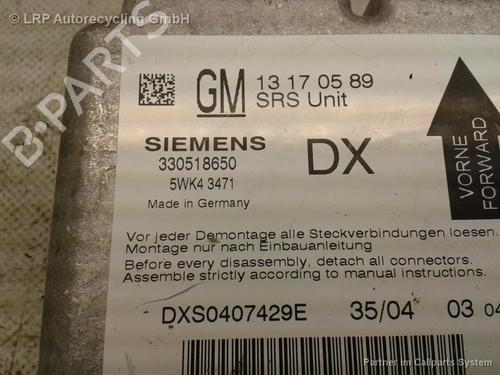 LRP Autorecycling GmbH
GM 13 17 05 89
SRS Unit
SIEMENS
330518650
5WK4 3471
Made in Germany
DX
VORNE
FORWARD
Vor jeder Demontage alle Steckverbindungen loesen.
Montage nur nach Einbauanleitung
Before every disassembly, detach all connectors.
Assemble strictly according to manual instructions.
DXS0407429E 35/04 03 04
Partner im Callparts System
B-PARTS